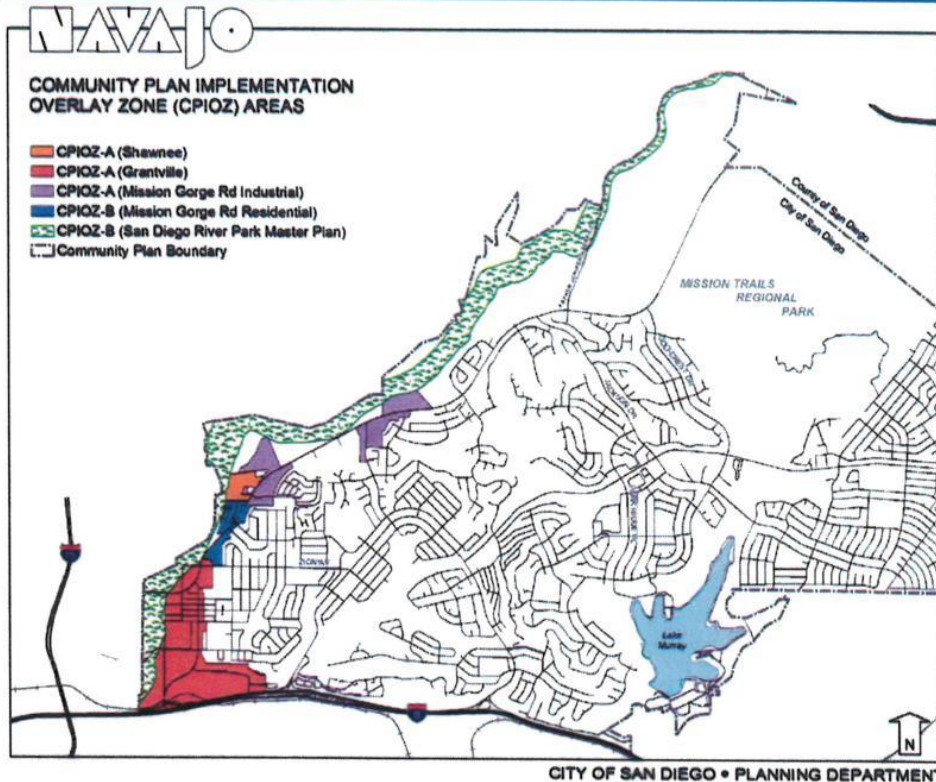 NAVAJO
COMMUNITY PLAN IMPLEMENTATION
OVERLAY ZONE (CPIOZ) AREAS
CPIOZ-A (Shawnee)
CPIOZ-A (Grantville)
CPIOZ-A (Mission Gorge Rd Industrial)
CPIOZ-B (Mission Gorge Rd Residential)
CPIOZ-B (San Diego River Park Master Plan)
Community Plan Boundary
County of San Diego
City of San Diego
MISSION TRAILS
REGIONAL
PARK
JACKSON DR
Lake
Murray
N
CITY OF SAN DIEGO • PLANNING DEPARTMENT